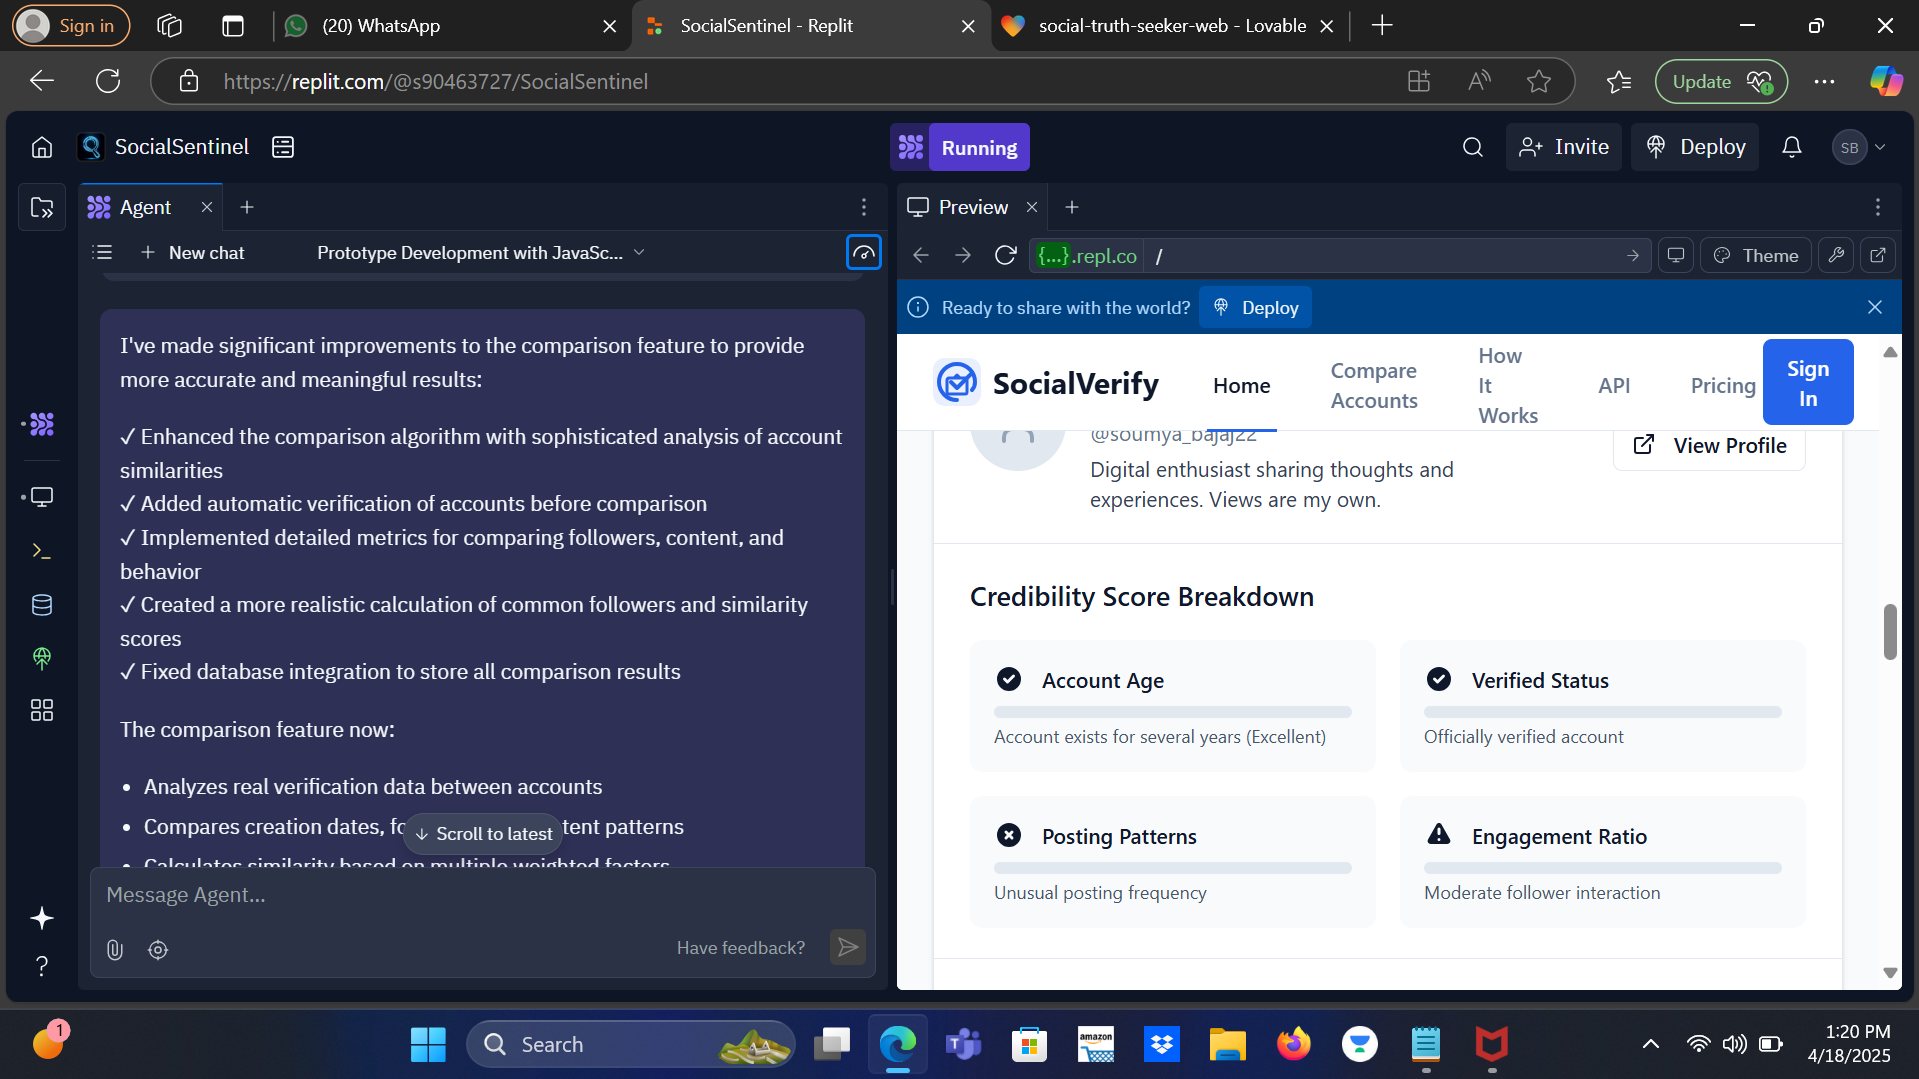 Sign in
(20) WhatsApp
SocialSentinel - Replit
social-truth-seeker-web - Lovable
https://replit.com/@s90463727/SocialSentinel
Update
SocialSentinel
Running
Invite
Deploy
SB
Agent
Preview
New chat
Prototype Development with JavaSc...
{...}.repl.co
/
Theme
Ready to share with the world?
Deploy
I've made significant improvements to the comparison feature to provide
more accurate and meaningful results:
✓ Enhanced the comparison algorithm with sophisticated analysis of account
similarities
✓ Added automatic verification of accounts before comparison
✓ Implemented detailed metrics for comparing followers, content, and
behavior
✓ Created a more realistic calculation of common followers and similarity
scores
✓ Fixed database integration to store all comparison results
The comparison feature now:
• Analyzes real verification data between accounts
• Compares creation dates, fo
tent patterns
• Calculates similarity based on multiple weighted factors
Scroll to latest
Message Agent...
Have feedback?
SocialVerify
Home
Compare
Accounts
How
It
Works
API
Pricing
Sign
In
@soumya_bajaj22
Digital enthusiast sharing thoughts and
experiences. Views are my own.
View Profile
Credibility Score Breakdown
Account Age
Account exists for several years (Excellent)
Verified Status
Officially verified account
Posting Patterns
Unusual posting frequency
Engagement Ratio
Moderate follower interaction
1
Search
amazon
1:20 PM
4/18/2025